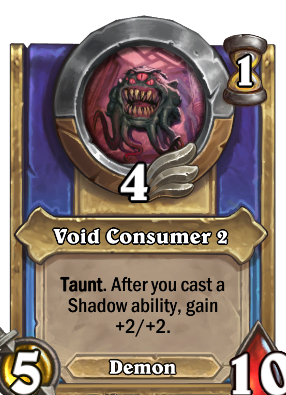 1
4
Void Consumer 2
Taunt. After you cast a
Shadow ability, gain
+2/+2.
5
Demon
10